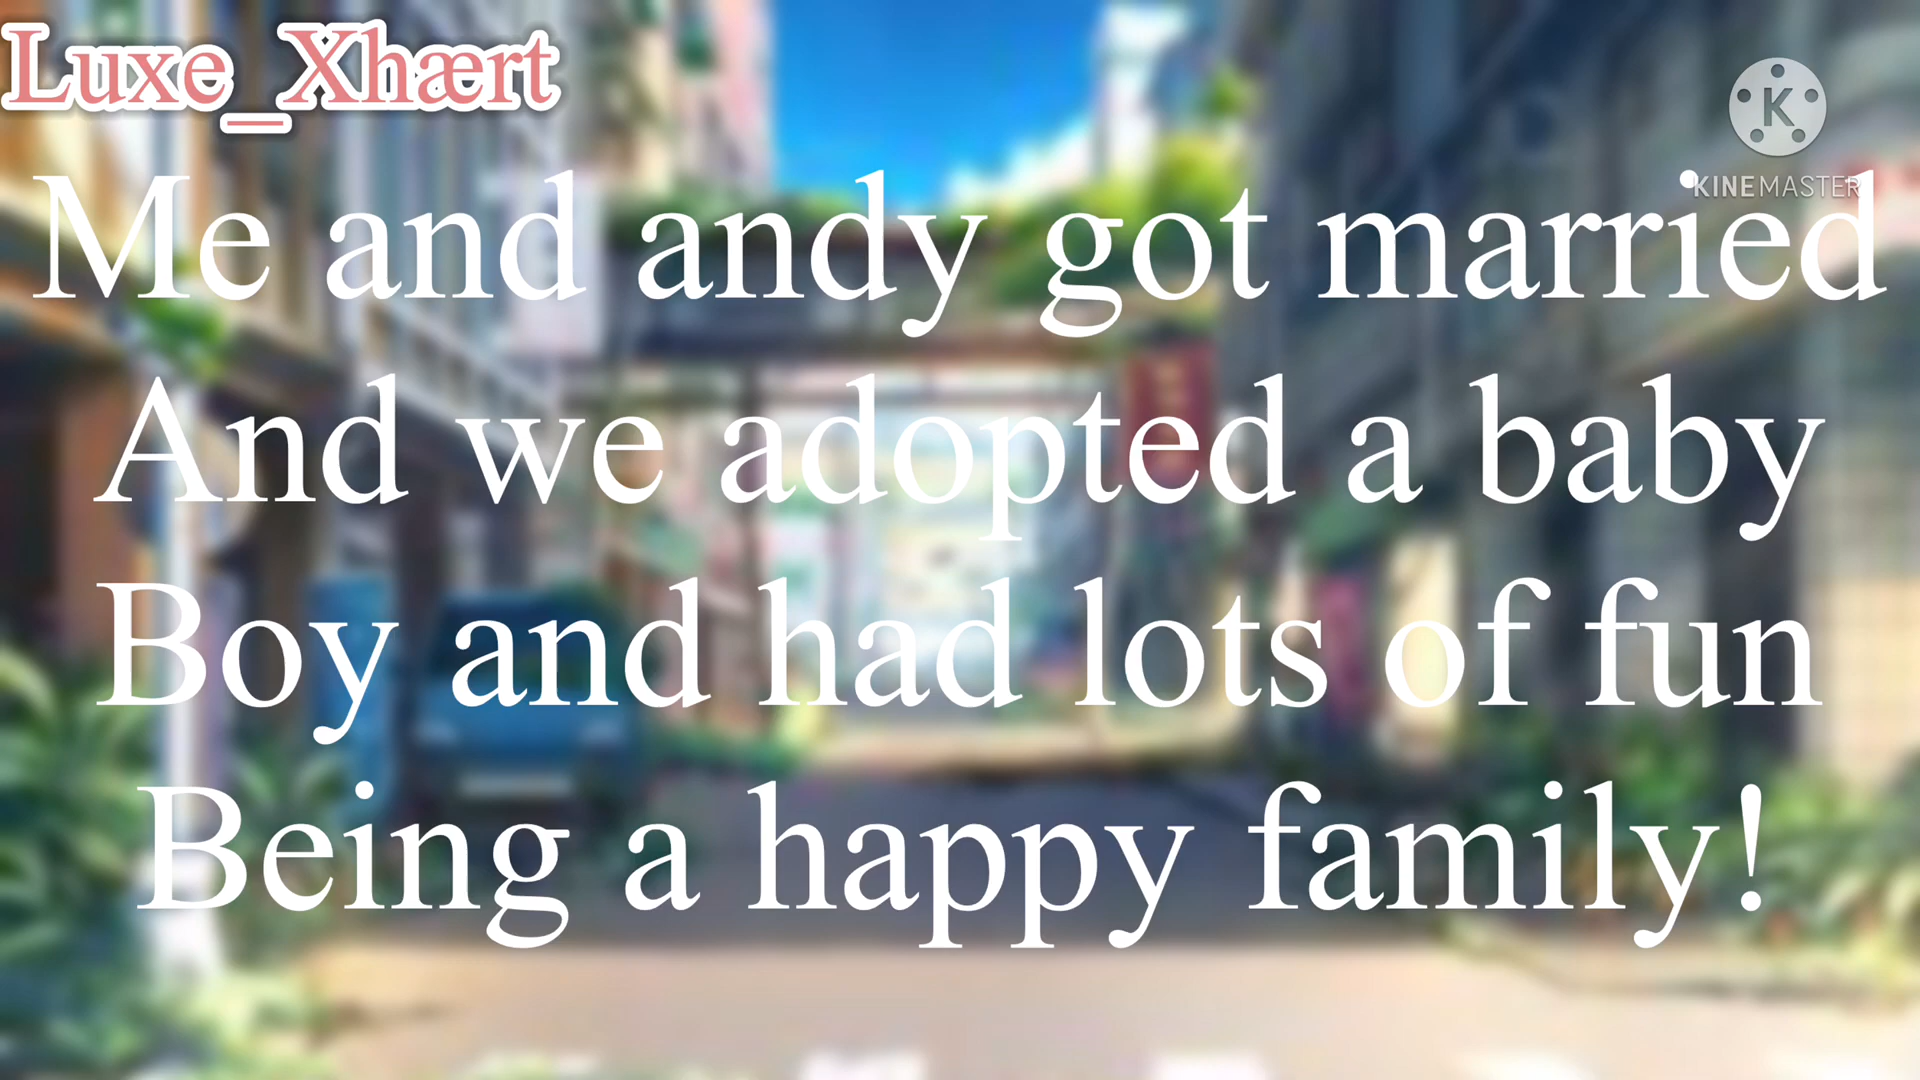 Luxe_Xhært
K
KINEMASTER
Me and andy got married
And we adopted a baby
Boy and had lots of fun
Being a happy family!